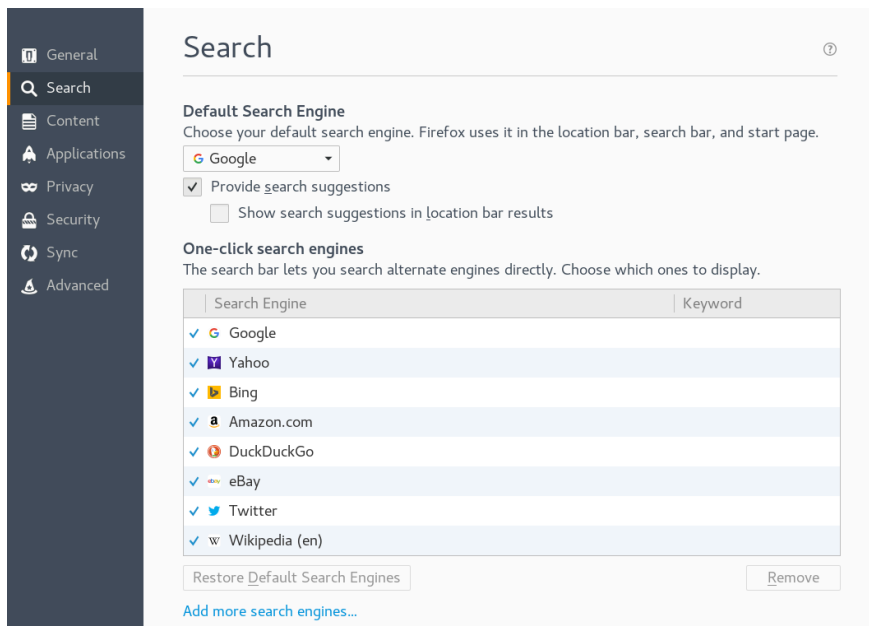 Search
General
Search
Content
Applications
Privacy
Security
Sync
Advanced
Default Search Engine
Choose your default search engine. Firefox uses it in the location bar, search bar, and start page.
Google
Provide search suggestions
Show search suggestions in location bar results
One-click search engines
The search bar lets you search alternate engines directly. Choose which ones to display.
Search Engine Keyword
Google
Yahoo
Bing
Amazon.com
DuckDuckGo
eBay
Twitter
Wikipedia (en)
Restore Default Search Engines Remove
Add more search engines...